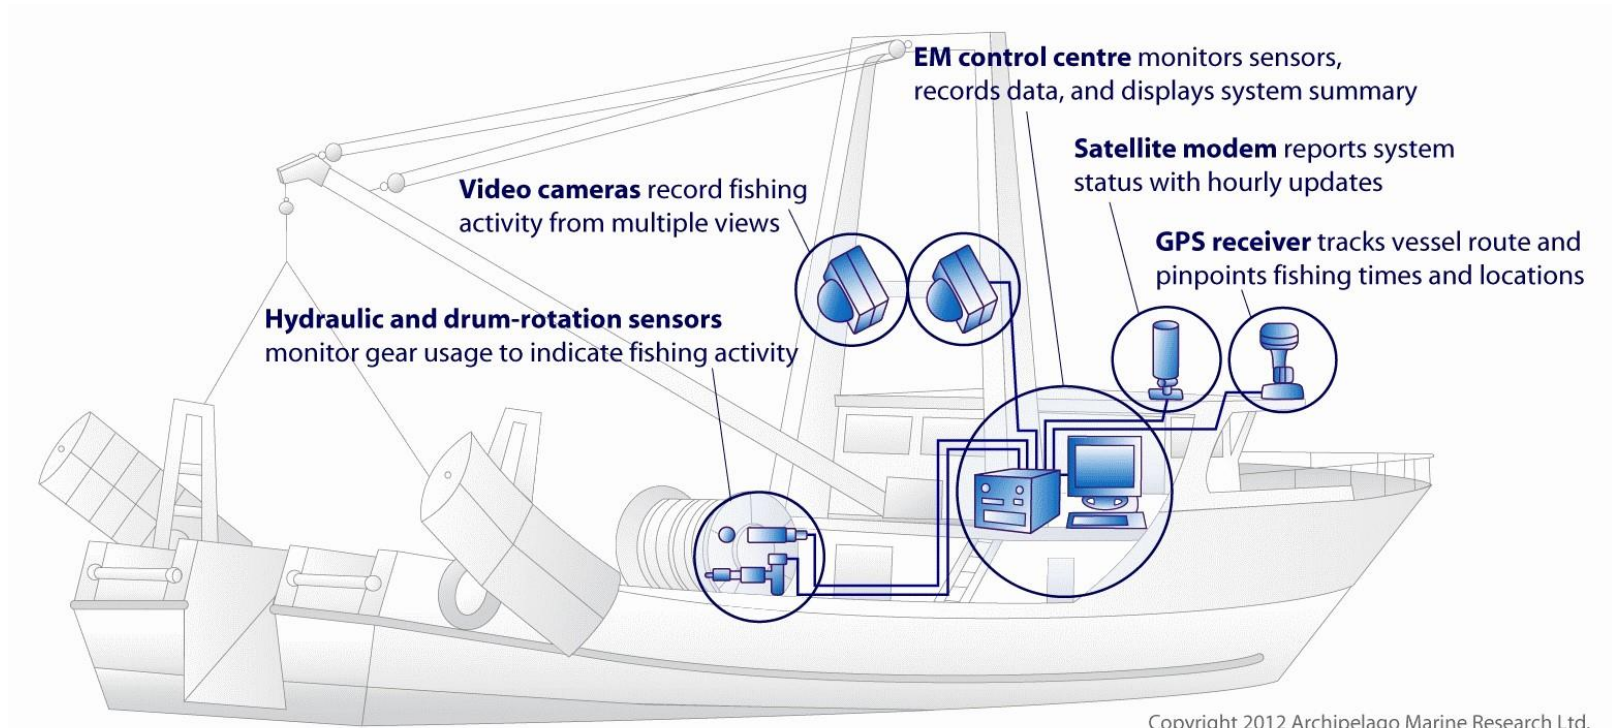 EM control centre monitors sensors,
records data, and displays system summary
Satellite modem reports system
status with hourly updates
Video cameras record fishing
activity from multiple views
GPS receiver tracks vessel route and
pinpoints fishing times and locations
Hydraulic and drum-rotation sensors
monitor gear usage to indicate fishing activity
Copyright 2012 Archipelago Marine Research Ltd.